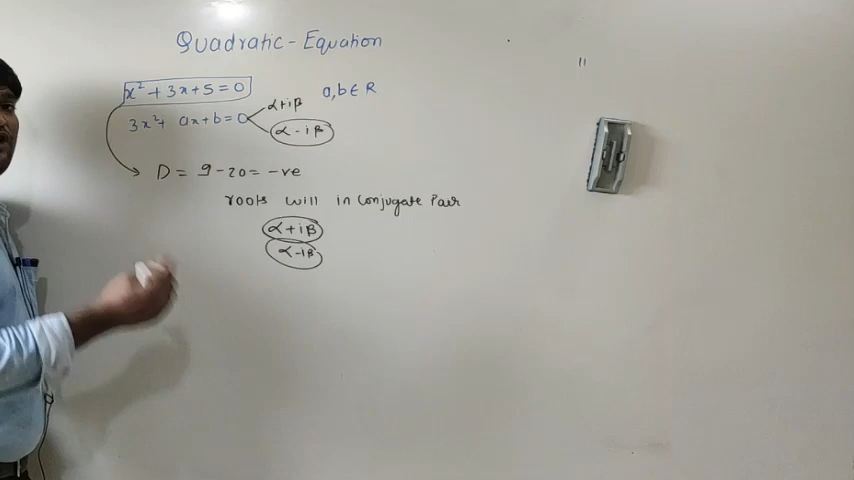 Quadratic - Equation
x² + 3x + 5 = 0 a, b ∈ R
3x² + ax + b = 0 α + iβ
α - iβ
D = 9 - 20 = -ve
roots will in Conjugate Pair
α + iβ
α - iβ